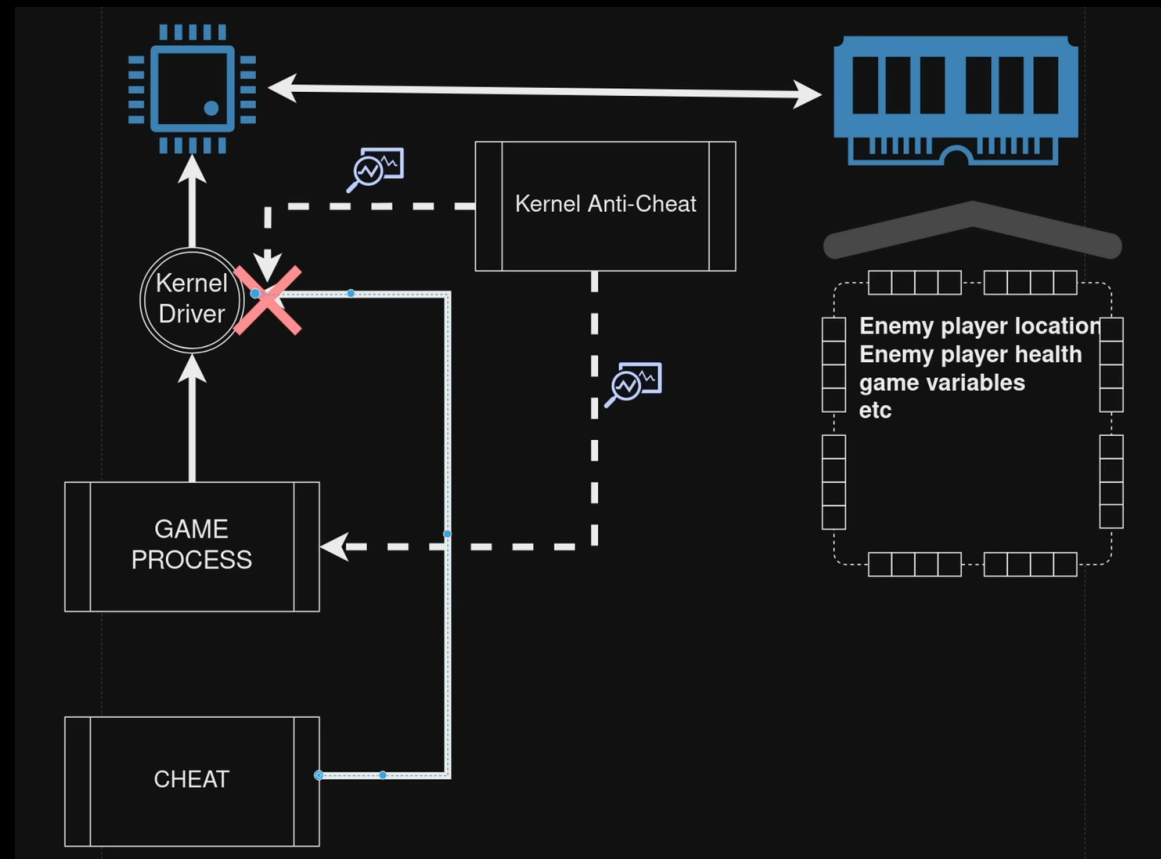 Kernel Anti-Cheat
Kernel
Driver
Enemy player location
Enemy player health
game variables
etc
GAME
PROCESS
CHEAT